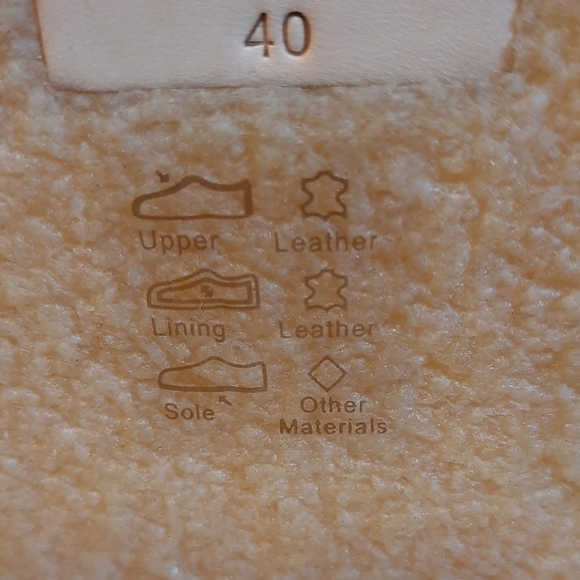 40
Upper Leather
Lining Leather
Sole Other
Materials